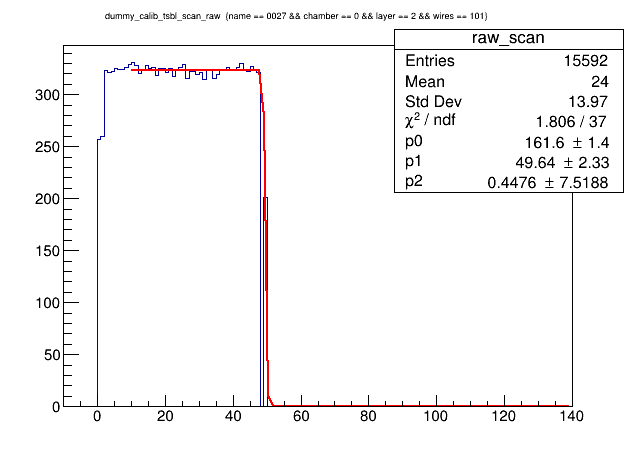 dummy_calib_tsbl_scan_raw (name == 0027 && chamber == 0 && layer == 2 && wires == 101)
raw_scan
Entries 15592
Mean 24
Std Dev 13.97
χ² / ndf 1.806 / 37
p0 161.6 ± 1.4
p1 49.64 ± 2.33
p2 0.4476 ± 7.5188
300
250
200
150
100
50
0
0 20 40 60 80 100 120 140